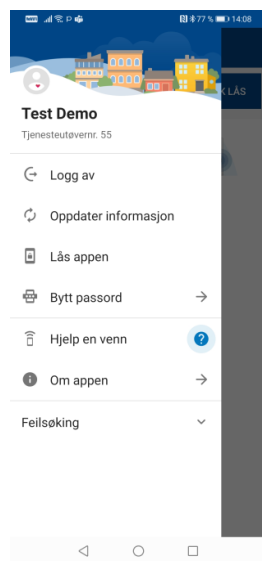 77 % 14:08
K LÅS
Test Demo
Tjenesteutøvernr. 55
Logg av
Oppdater informasjon
Lås appen
Bytt passord
Hjelp en venn
?
Om appen
Feilsøking